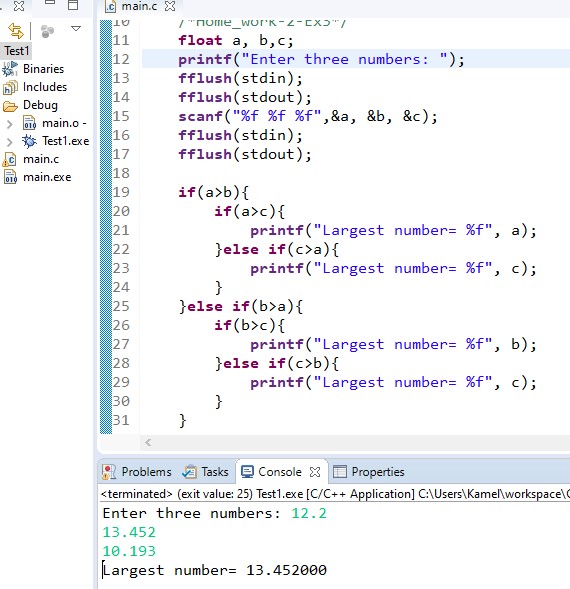 main.c
Test1
Binaries
Includes
Debug
main.o -
Test1.exe
main.c
main.exe
10 /*Home_work-2-Ex3*/
11 float a, b,c;
12 printf("Enter three numbers: ");
13 fflush(stdin);
14 fflush(stdout);
15 scanf("%f %f %f",&a, &b, &c);
16 fflush(stdin);
17 fflush(stdout);
18
19 if(a>b){
20 if(a>c){
21 printf("Largest number= %f", a);
22 }else if(c>a){
23 printf("Largest number= %f", c);
24 }
25 }else if(b>a){
26 if(b>c){
27 printf("Largest number= %f", b);
28 }else if(c>b){
29 printf("Largest number= %f", c);
30 }
31 }
Problems Tasks Console Properties
<terminated> (exit value: 25) Test1.exe [C/C++ Application] C:\Users\Kamel\workspace\
Enter three numbers: 12.2
13.452
10.193
Largest number= 13.452000